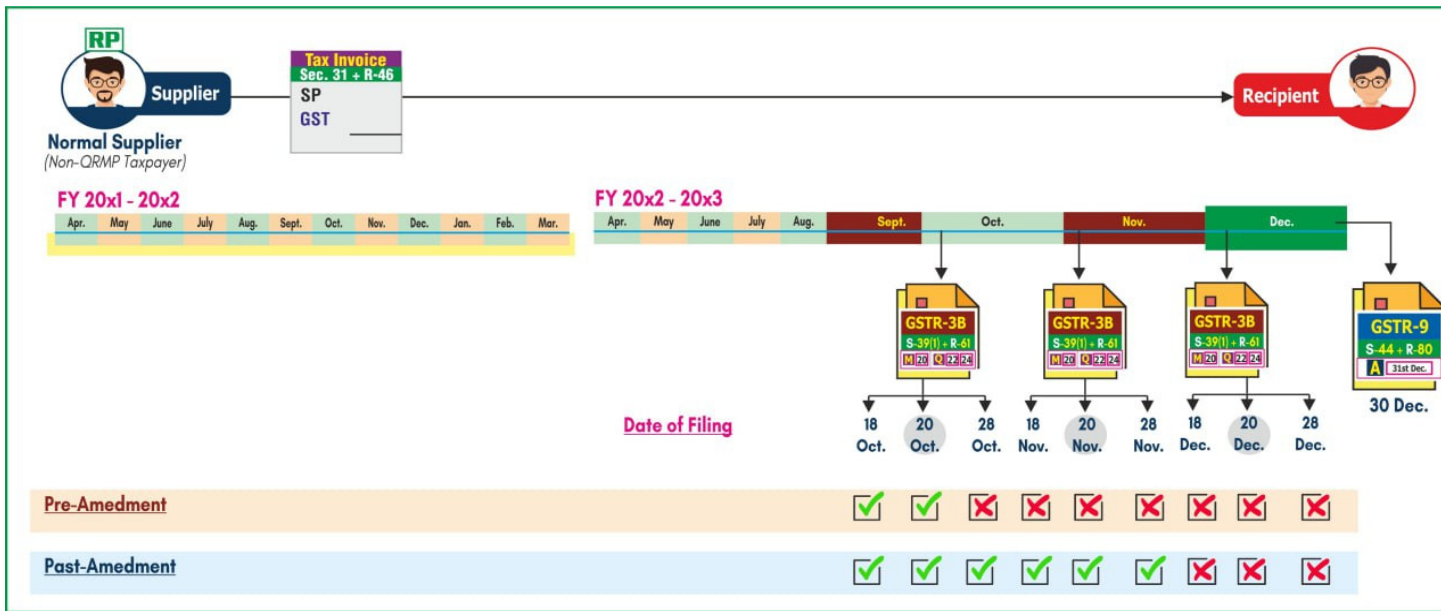 RP
Supplier
Normal Supplier
(Non-QRMP Taxpayer)
Tax Invoice
Sec. 31 + R-46
SP
GST
Recipient
FY 20x1 - 20x2
Apr. May June July Aug. Sept. Oct. Nov. Dec. Jan. Feb. Mar.
FY 20x2 - 20x3
Apr. May June July Aug. Sept. Oct. Nov. Dec.
GSTR-3B
S-39(1) + R-61
M 20 Q 22 24
GSTR-3B
S-39(1) + R-61
M 20 Q 22 24
GSTR-3B
S-39(1) + R-61
M 20 Q 22 24
GSTR-9
S-44 + R-80
A 31st Dec.
30 Dec.
Date of Filing
18 20 28 18 20 28 18 20 28
Oct. Oct. Oct. Nov. Nov. Nov. Dec. Dec. Dec.
Pre-Amedment
Past-Amedment